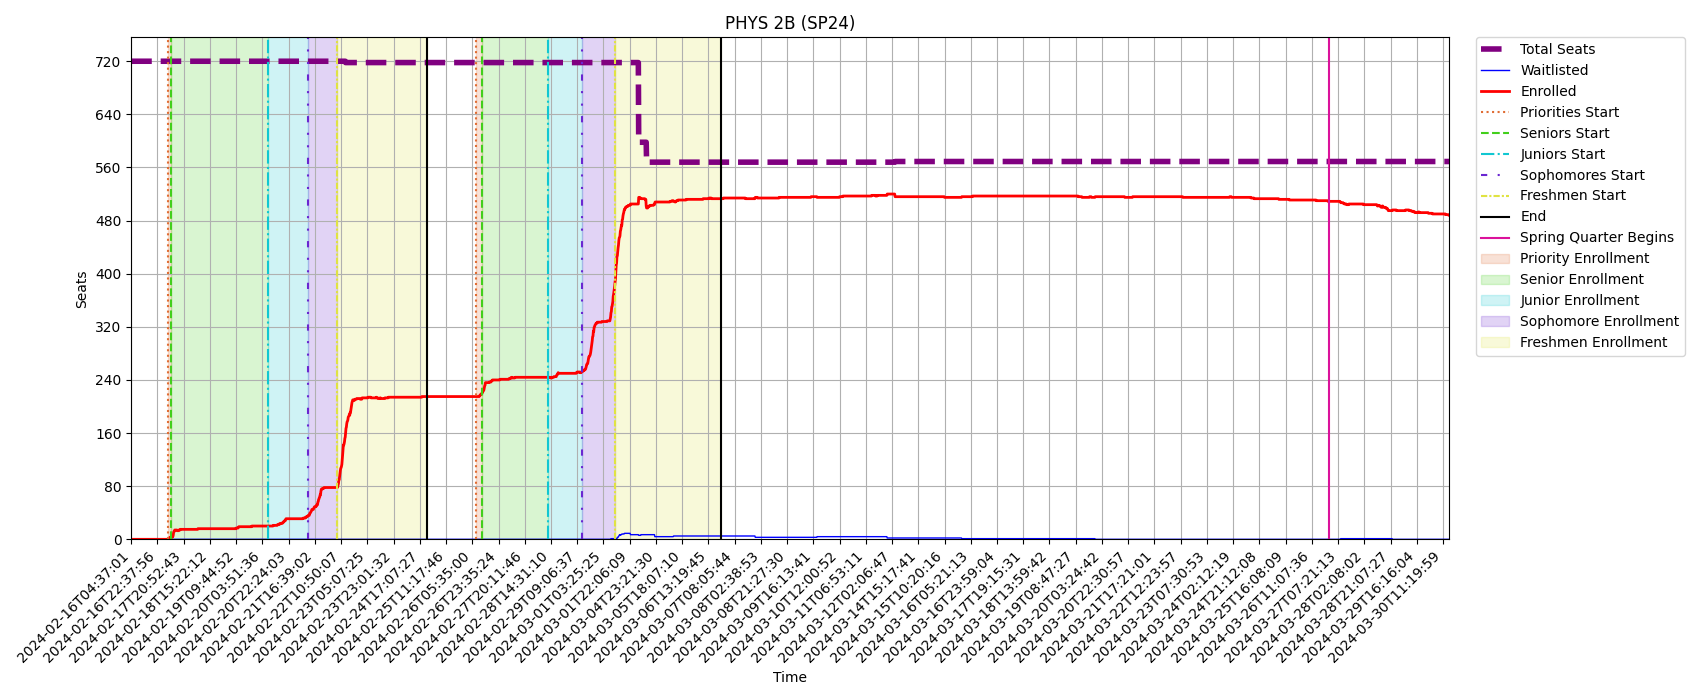 PHYS 2B (SP24)
Seats
720
640
560
480
400
320
240
160
80
0
2024-02-16T04:37:01
2024-02-16T22:37:56
2024-02-17T20:52:43
2024-02-18T15:22:12
2024-02-19T09:44:52
2024-02-20T03:51:36
2024-02-20T22:24:03
2024-02-21T16:39:02
2024-02-22T10:50:07
2024-02-23T05:07:25
2024-02-23T23:01:32
2024-02-24T17:07:27
2024-02-25T11:17:46
2024-02-26T05:35:00
2024-02-26T23:35:24
2024-02-27T20:11:46
2024-02-28T14:31:10
2024-02-29T09:06:37
2024-03-01T03:25:25
2024-03-01T22:06:09
2024-03-04T23:21:30
2024-03-05T18:07:10
2024-03-06T13:19:45
2024-03-07T08:05:44
2024-03-08T02:38:53
2024-03-08T21:27:30
2024-03-09T16:13:41
2024-03-10T12:00:52
2024-03-11T06:53:11
2024-03-12T02:06:47
2024-03-14T15:17:41
2024-03-15T10:20:16
2024-03-16T05:21:13
2024-03-16T23:59:04
2024-03-17T19:15:31
2024-03-18T13:59:42
2024-03-19T08:47:27
2024-03-20T03:24:42
2024-03-20T22:30:57
2024-03-21T17:21:01
2024-03-22T12:23:57
2024-03-23T07:30:53
2024-03-24T02:12:19
2024-03-24T21:12:08
2024-03-25T16:08:09
2024-03-26T11:07:36
2024-03-27T07:21:13
2024-03-28T02:08:02
2024-03-28T21:07:27
2024-03-29T16:16:04
2024-03-30T11:19:59
Time
Total Seats
Waitlisted
Enrolled
Priorities Start
Seniors Start
Juniors Start
Sophomores Start
Freshmen Start
End
Spring Quarter Begins
Priority Enrollment
Senior Enrollment
Junior Enrollment
Sophomore Enrollment
Freshmen Enrollment